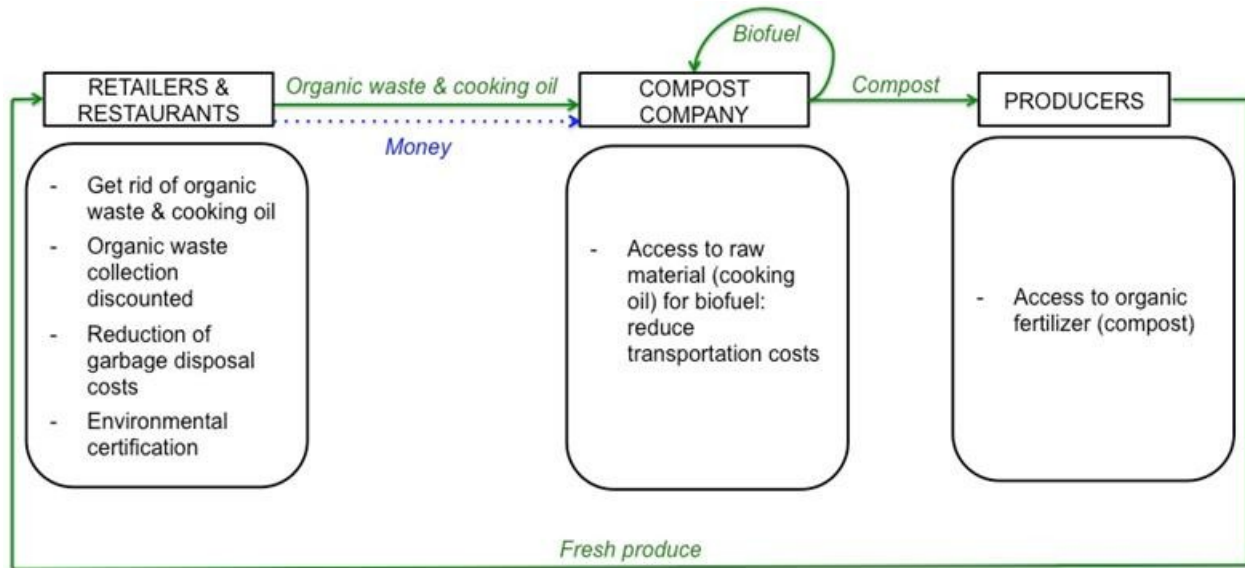 Biofuel
RETAILERS &
RESTAURANTS
Organic waste & cooking oil
Money
COMPOST
COMPANY
Compost
PRODUCERS
- Get rid of organic
waste & cooking oil
- Organic waste
collection
discounted
- Reduction of
garbage disposal
costs
- Environmental
certification
- Access to raw
material (cooking
oil) for biofuel:
reduce
transportation costs
- Access to organic
fertilizer (compost)
Fresh produce